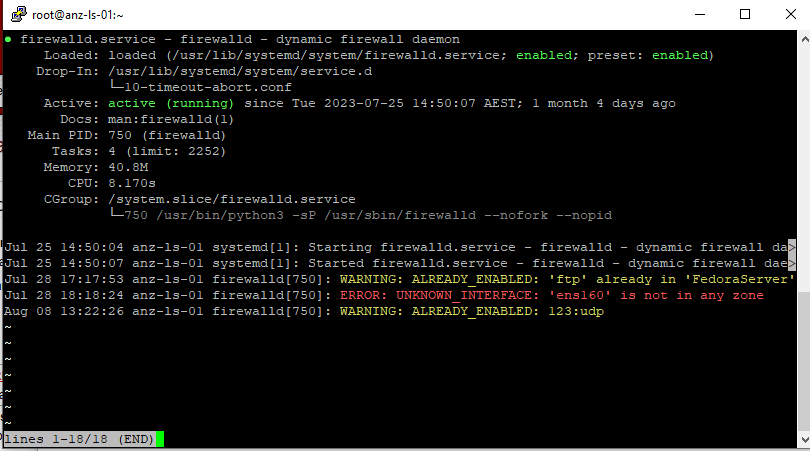 root@anz-ls-01:~
● firewalld.service - firewalld - dynamic firewall daemon
Loaded: loaded (/usr/lib/systemd/system/firewalld.service; enabled; preset: enabled)
Drop-In: /usr/lib/systemd/system/service.d
└─10-timeout-abort.conf
Active: active (running) since Tue 2023-07-25 14:50:07 AEST; 1 month 4 days ago
Docs: man:firewalld(1)
Main PID: 750 (firewalld)
Tasks: 4 (limit: 2252)
Memory: 40.8M
CPU: 8.170s
CGroup: /system.slice/firewalld.service
└─750 /usr/bin/python3 -sP /usr/sbin/firewalld --nofork --nopid
Jul 25 14:50:04 anz-ls-01 systemd[1]: Starting firewalld.service - firewalld - dynamic firewall da>
Jul 25 14:50:07 anz-ls-01 systemd[1]: Started firewalld.service - firewalld - dynamic firewall dae>
Jul 28 17:17:53 anz-ls-01 firewalld[750]: WARNING: ALREADY_ENABLED: 'ftp' already in 'FedoraServer'
Jul 28 18:18:24 anz-ls-01 firewalld[750]: ERROR: UNKNOWN_INTERFACE: 'ens160' is not in any zone
Aug 08 13:22:26 anz-ls-01 firewalld[750]: WARNING: ALREADY_ENABLED: 123:udp
~
~
~
~
~
~
~
lines 1-18/18 (END)